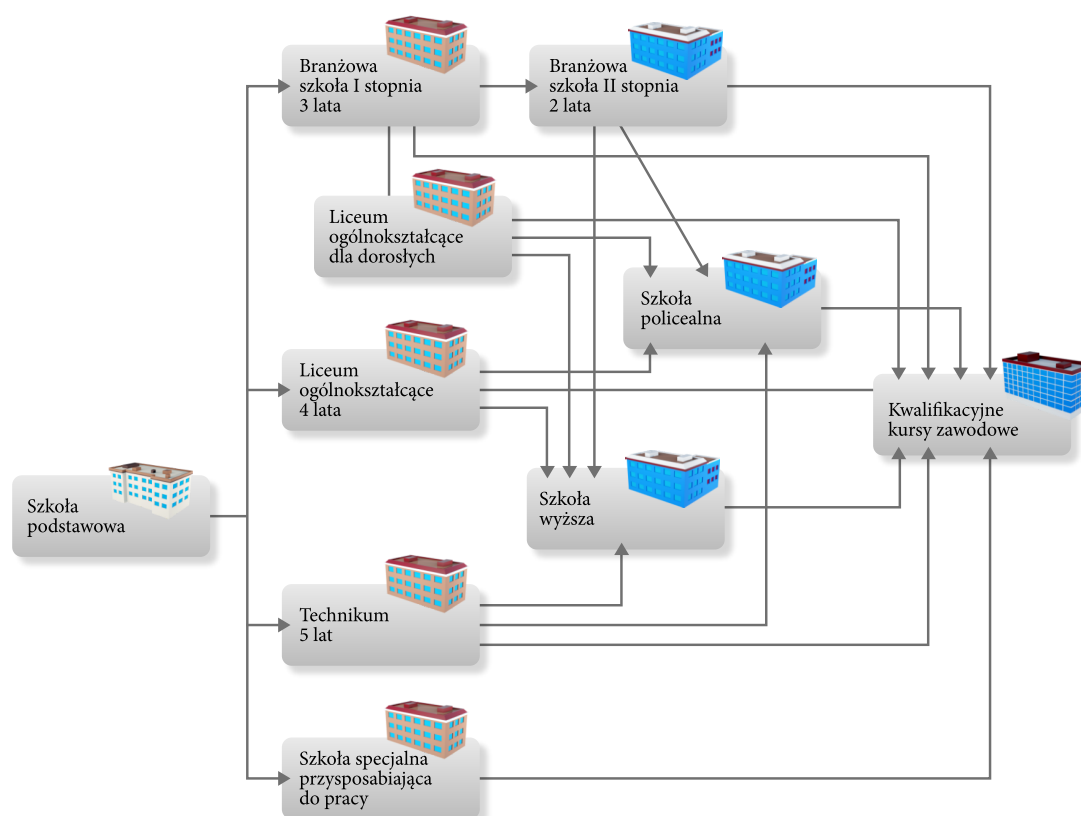 Branżowa
szkoła I stopnia
3 lata
Branżowa
szkoła II stopnia
2 lata
Liceum
ogólnokształcące
dla dorosłych
Szkoła
policealna
Liceum
ogólnokształcące
4 lata
Kwalifikacyjne
kursy zawodowe
Szkoła
podstawowa
Szkoła
wyższa
Technikum
5 lat
Szkoła specjalna
przysposabiająca
do pracy